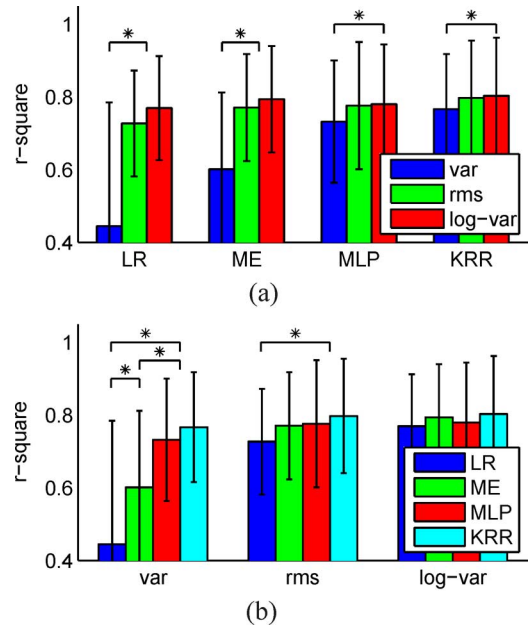 (a)
r-square
1
0.8
0.6
0.4
* * * *
var
rms
log-var
LR ME MLP KRR
(a)
r-square
1
0.8
0.6
0.4
*
* *
*
LR
ME
MLP
KRR
var rms log-var
(b)